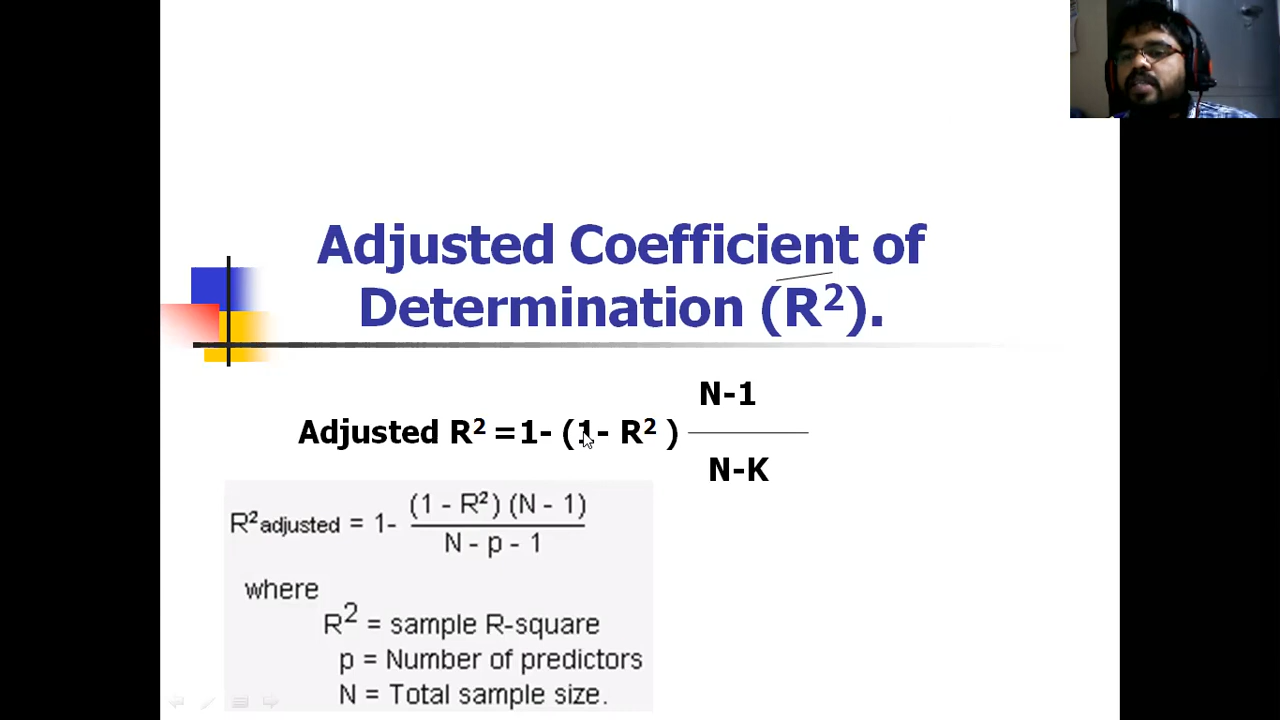 Adjusted Coefficient of
Determination (R²).
N-1
Adjusted R² =1- (1- R² )
N-K
(1 - R²) (N - 1)
R²adjusted = 1-
N - p - 1
where
R² = sample R-square
p = Number of predictors
N = Total sample size.